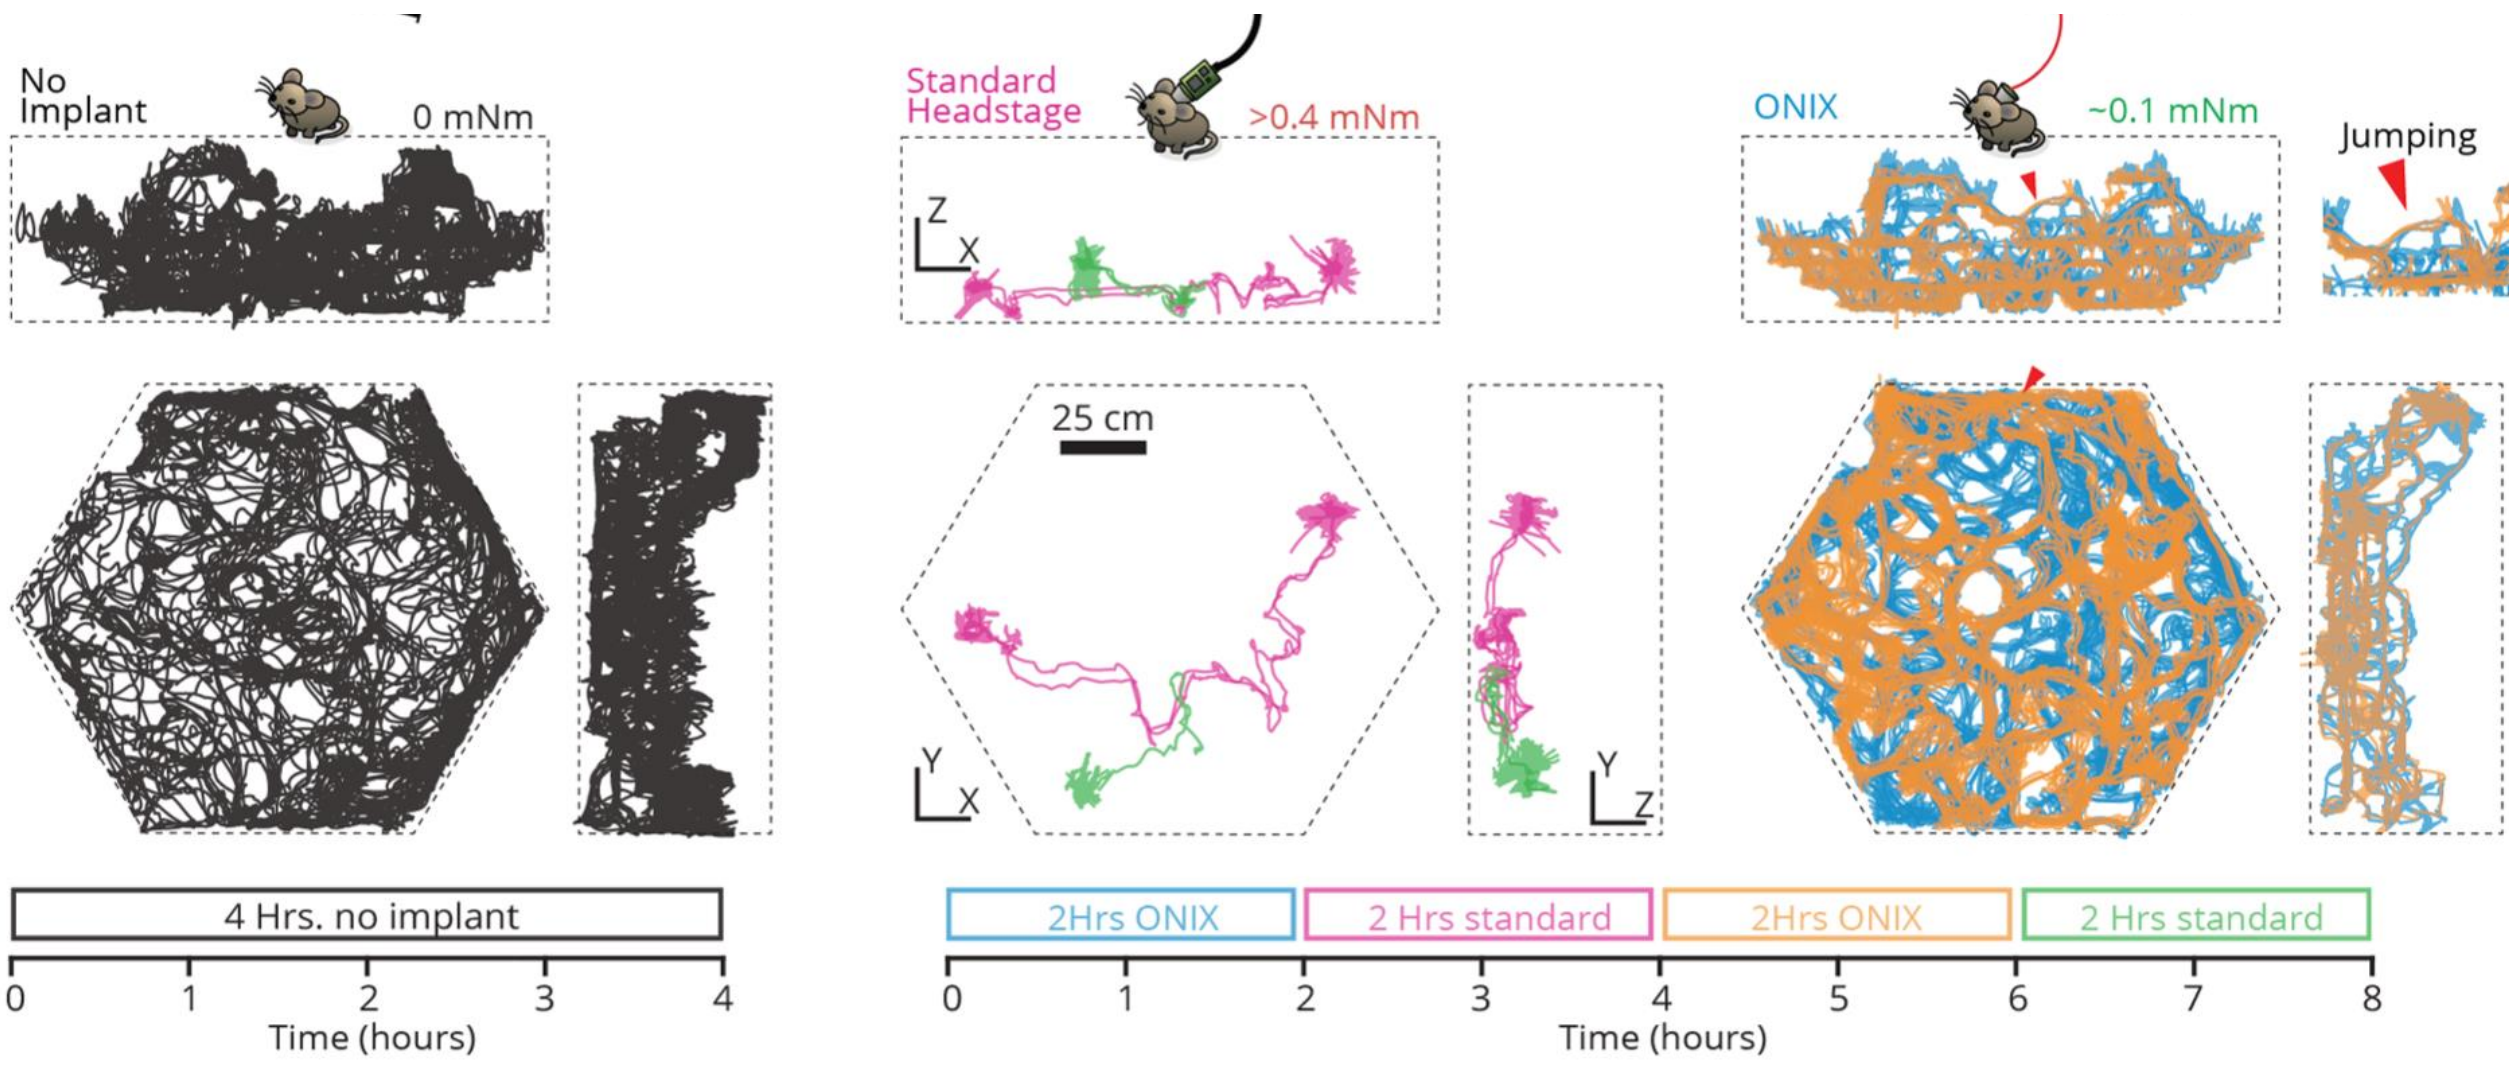 No
Implant
0 mNm
Standard
Headstage
>0.4 mNm
ONIX
~0.1 mNm
Jumping
Z
X
25 cm
Y
X
Y
Z
4 Hrs. no implant
2Hrs ONIX
2 Hrs standard
2Hrs ONIX
2 Hrs standard
0 1 2 3 4
Time (hours)
0 1 2 3 4 5 6 7 8
Time (hours)